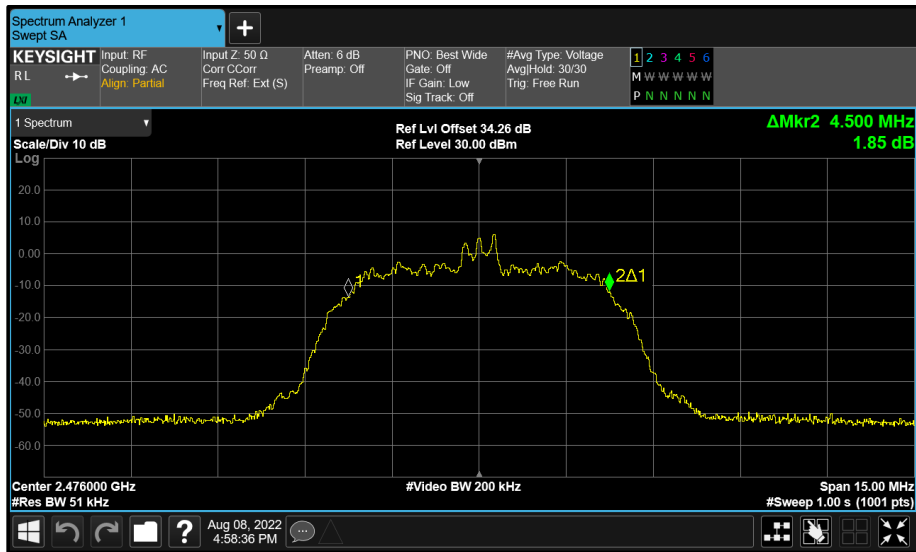 Spectrum Analyzer 1
Swept SA
+
KEYSIGHT
RL
LXI
Input: RF
Coupling: AC
Align: Partial
Input Z: 50 Ω
Corr CCorr
Freq Ref: Ext (S)
Atten: 6 dB
Preamp: Off
PNO: Best Wide
Gate: Off
IF Gain: Low
Sig Track: Off
#Avg Type: Voltage
Avg|Hold: 30/30
Trig: Free Run
1 2 3 4 5 6
M W W W W W
P N N N N N
1 Spectrum
Scale/Div 10 dB
Ref Lvl Offset 34.26 dB
Ref Level 30.00 dBm
ΔMkr2 4.500 MHz
1.85 dB
Log
20.0
10.0
0.00
-10.0
-20.0
-30.0
-40.0
-50.0
-60.0
1
2Δ1
Center 2.476000 GHz
#Res BW 51 kHz
#Video BW 200 kHz
Span 15.00 MHz
#Sweep 1.00 s (1001 pts)
?
Aug 08, 2022
4:58:36 PM